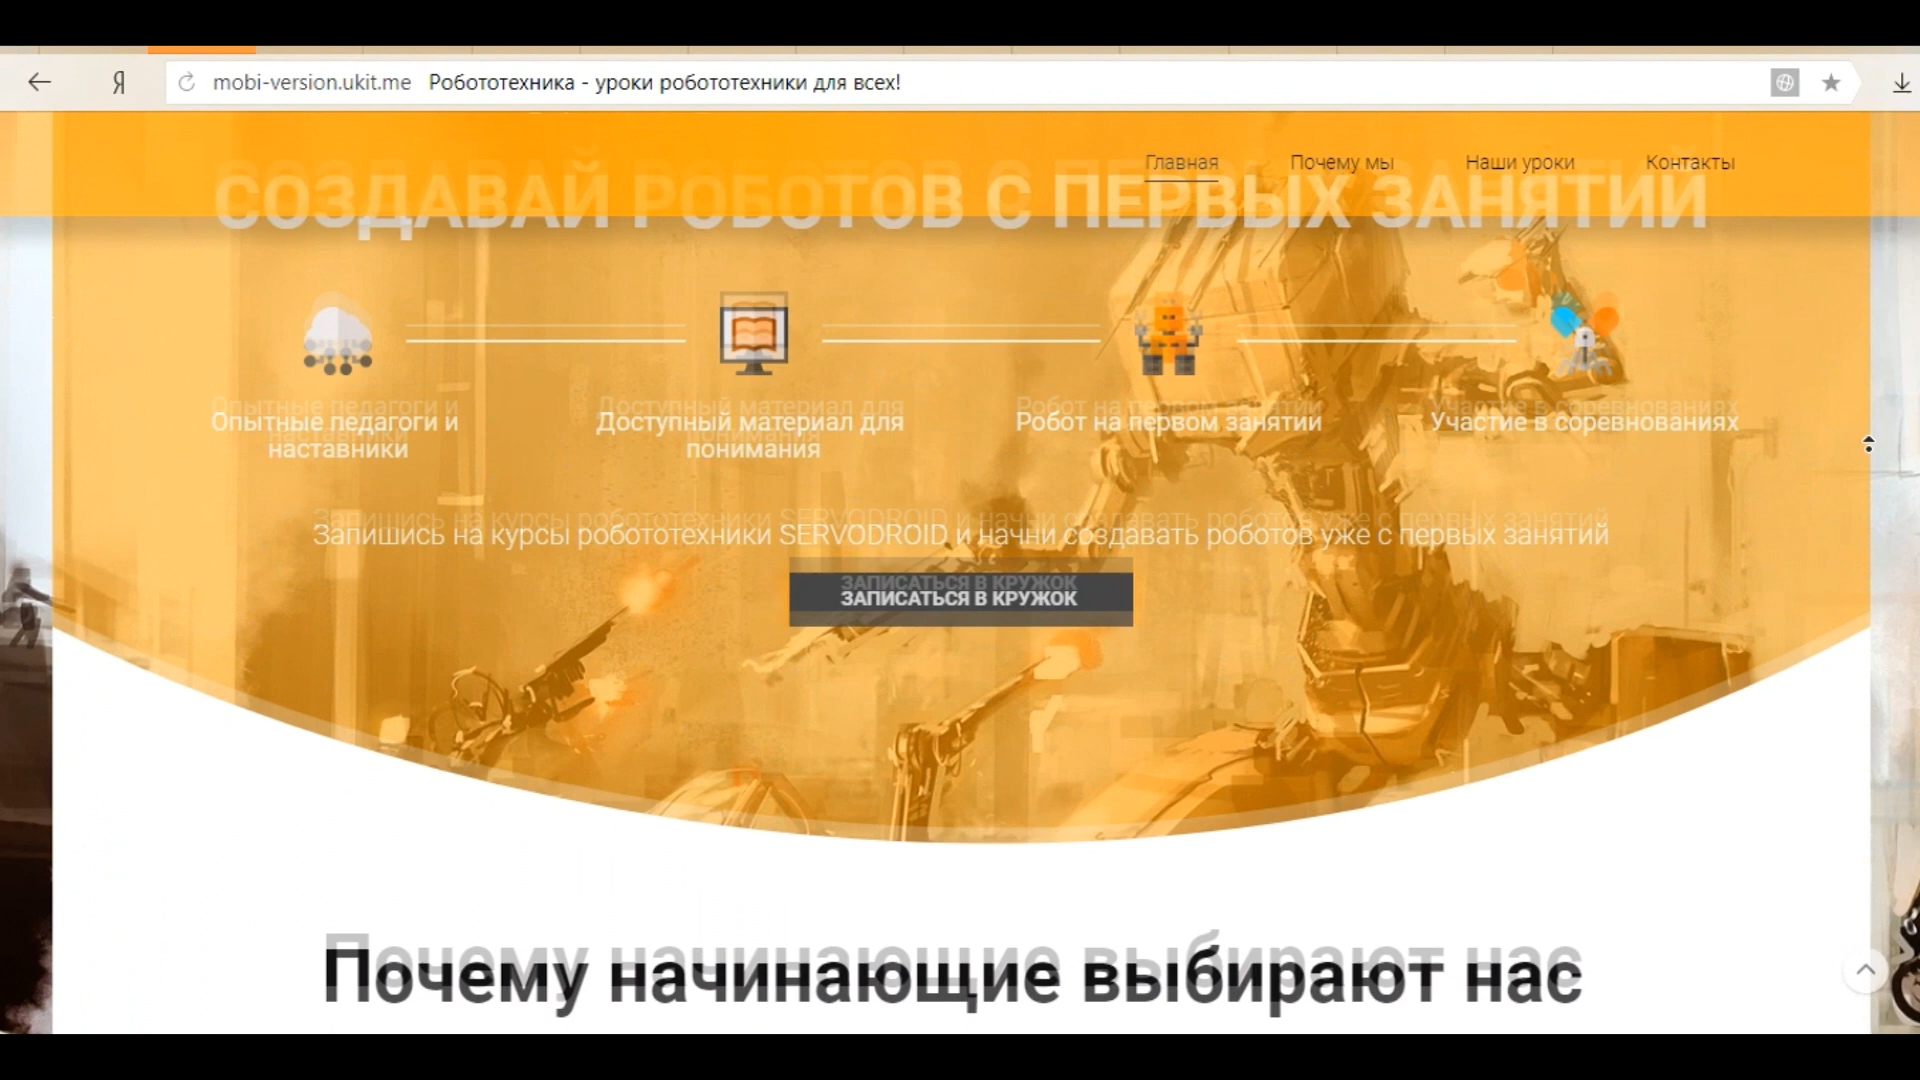 Я
mobi-version.ukit.me Робототехника - уроки робототехники для всех!
Главная Почему мы Наши уроки Контакты
СОЗДАВАЙ РОБОТОВ С ПЕРВЫХ ЗАНЯТИЙ
Опытные педагоги и наставники
Доступный материал для понимания
Робот на первом занятии
Участие в соревнованиях
Запишись на курсы робототехники SERVODROID и начни создавать роботов уже с первых занятий
ЗАПИСАТЬСЯ В КРУЖОК
Почему начинающие выбирают нас